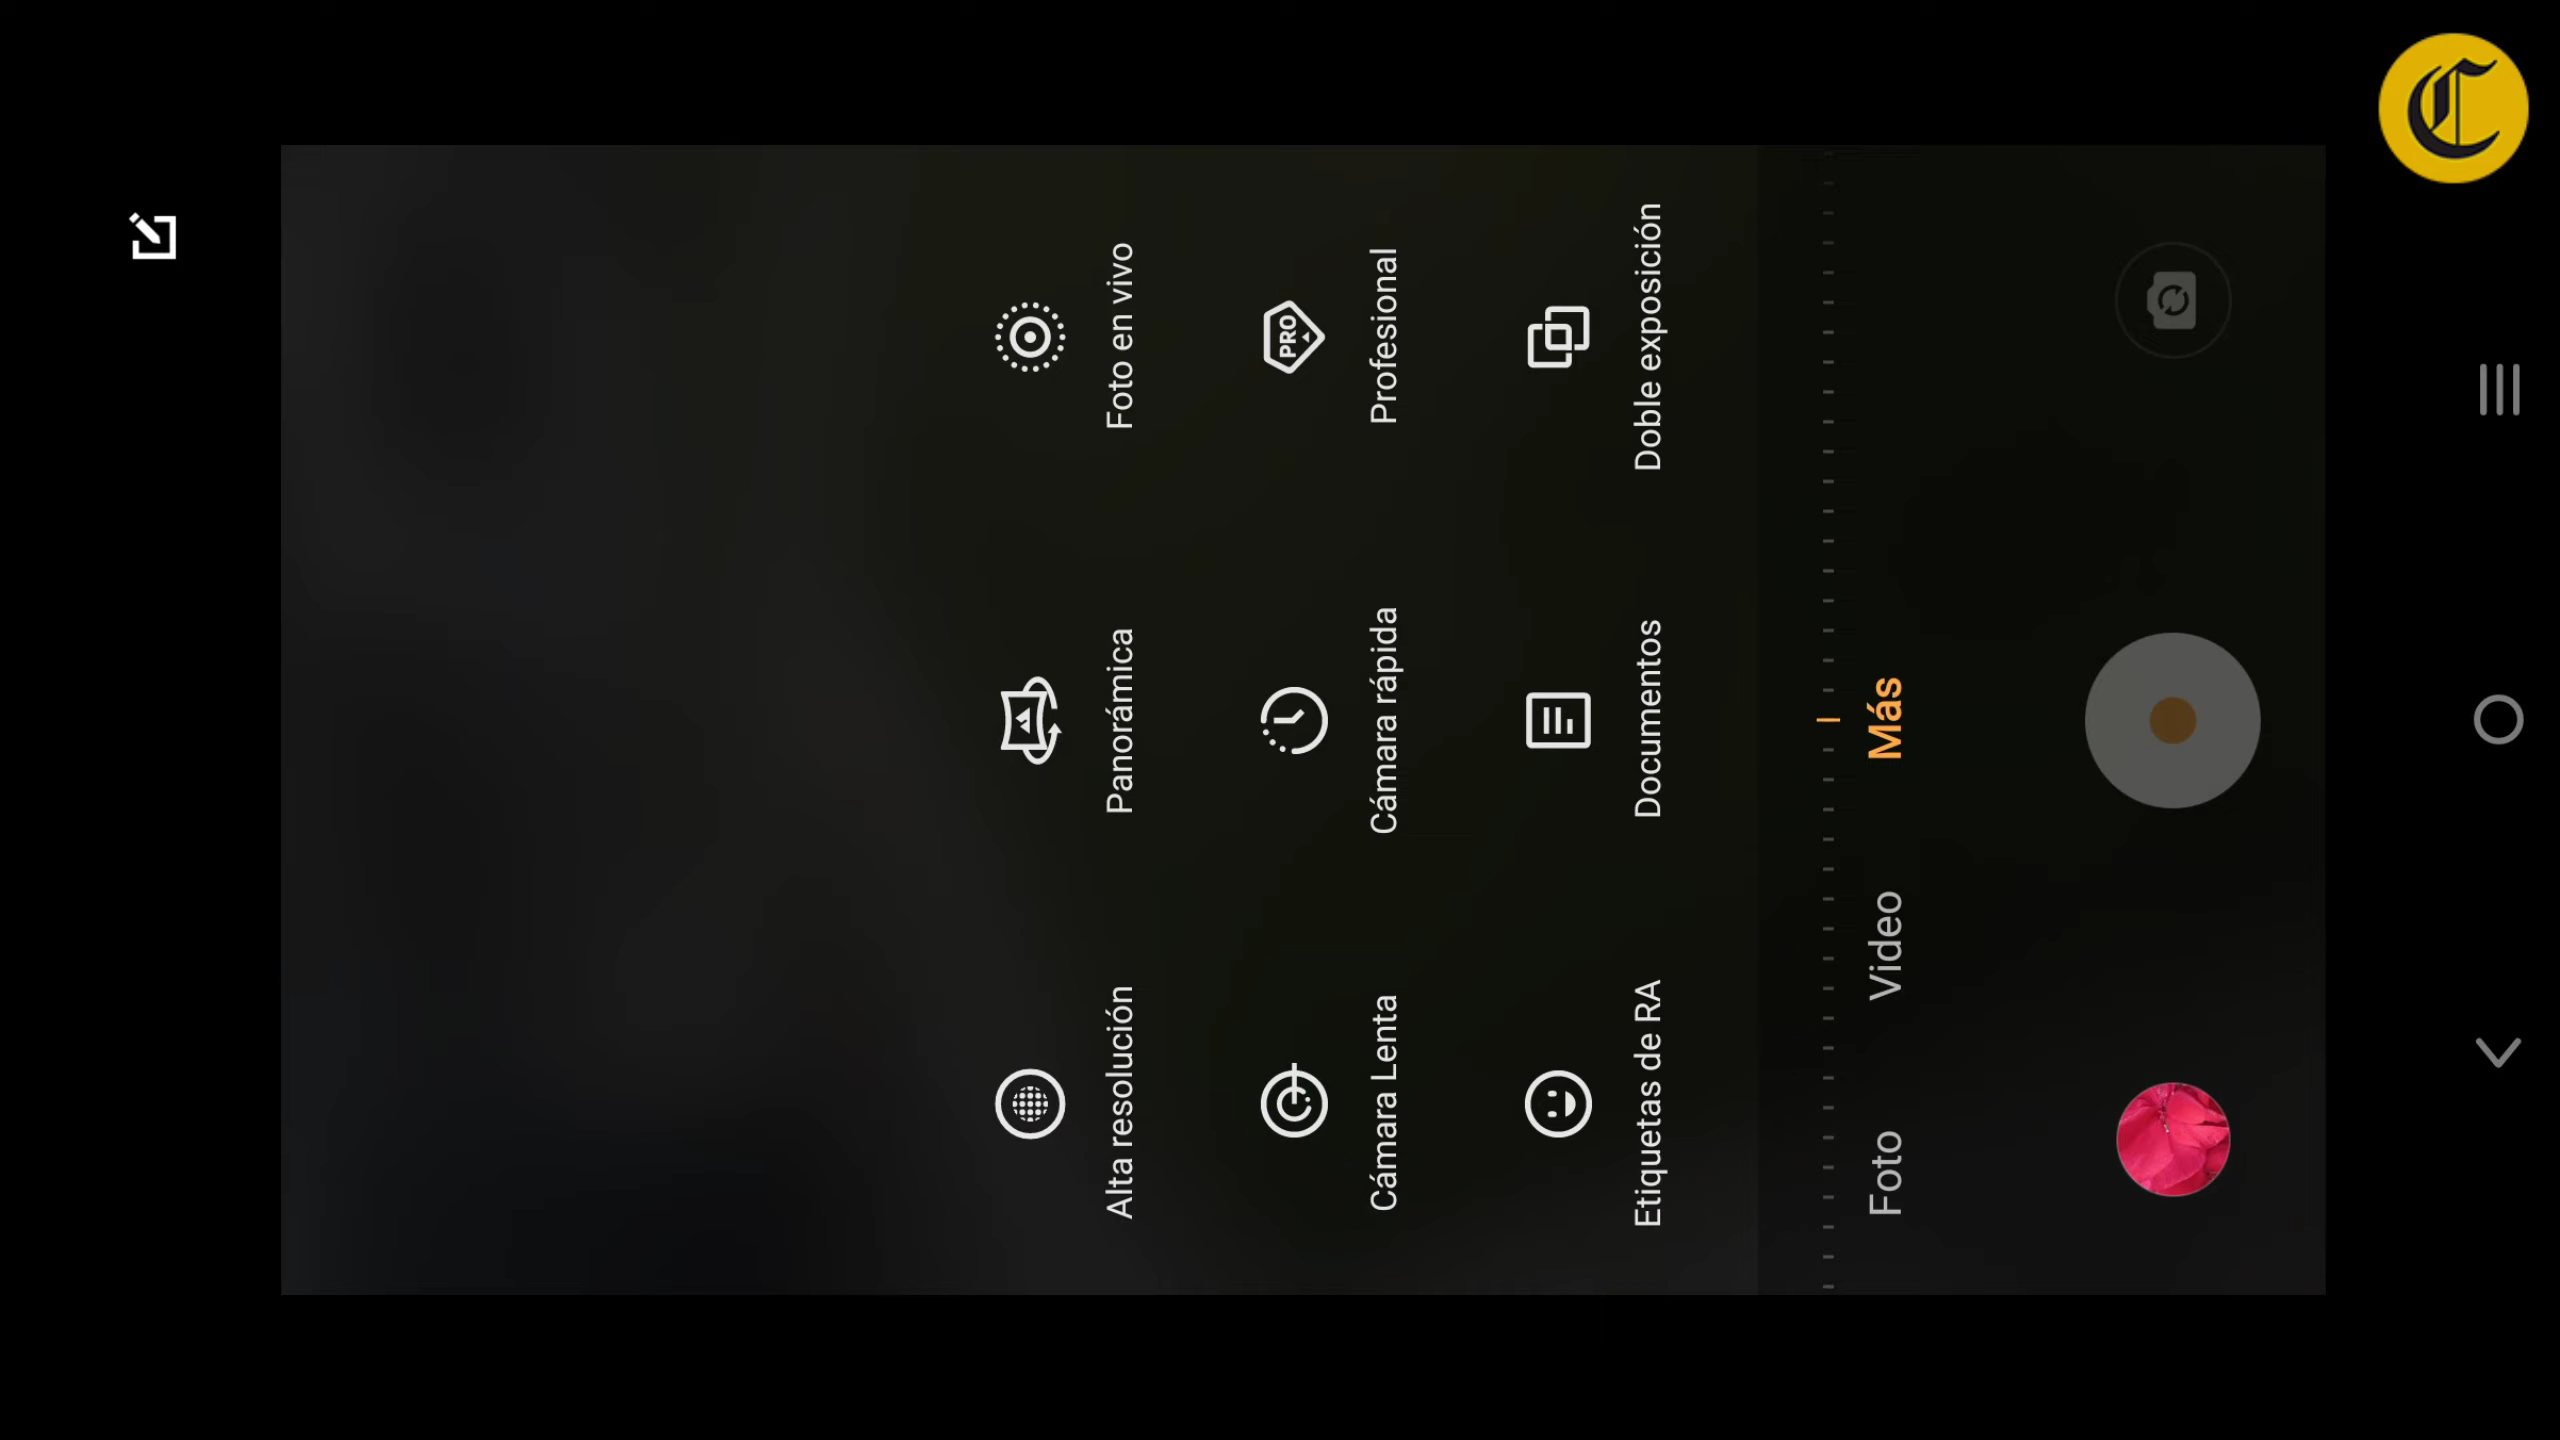 Alta resolución
Panorámica
Foto en vivo
Cámara Lenta
Cámara rápida
PRO
Profesional
Etiquetas de RA
Documentos
Doble exposición
Foto
Video
Más
C